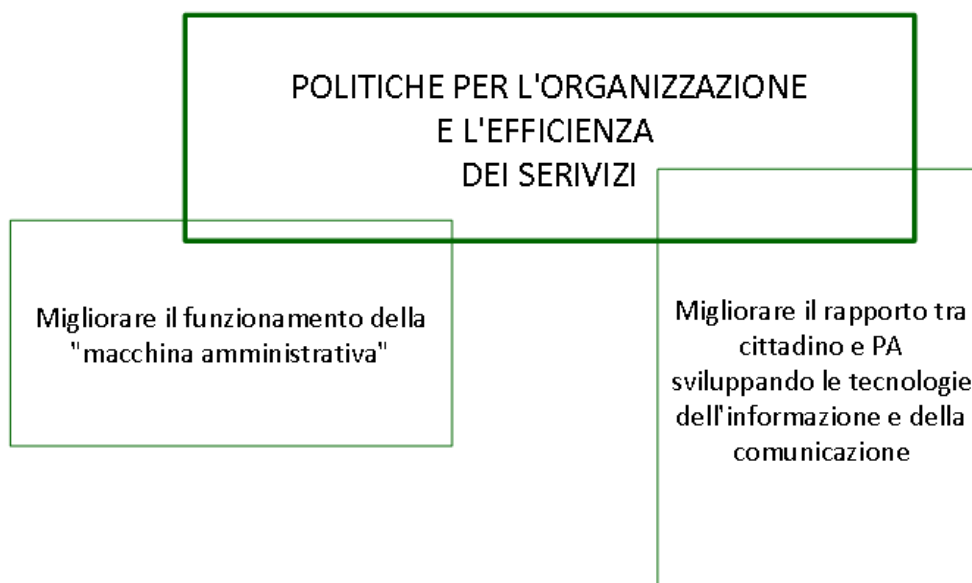 POLITICHE PER L'ORGANIZZAZIONE
E L'EFFICIENZA
DEI SERIVIZI
Migliorare il funzionamento della
"macchina amministrativa"
Migliorare il rapporto tra
cittadino e PA
sviluppando le tecnologie
dell'informazione e della
comunicazione